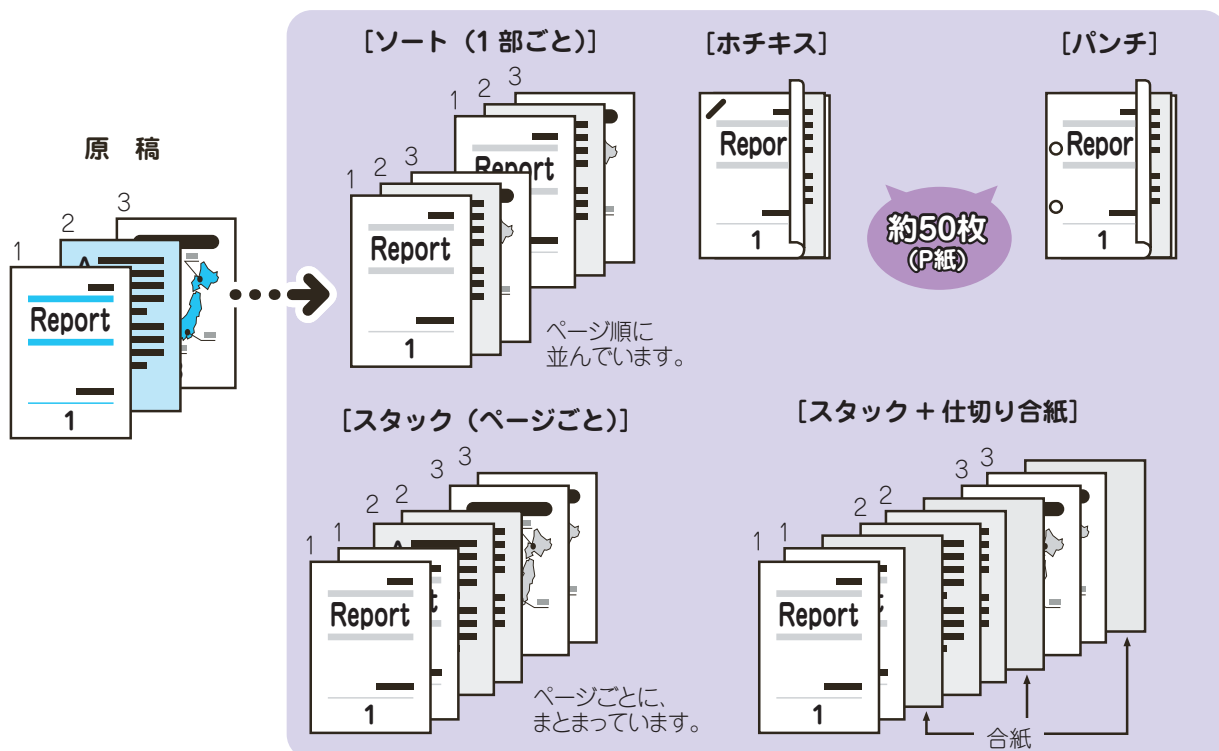 原 稿
1
2
3
Report
1
[ソート（1 部ごと）]
1
2
3
1
2
3
Report
Report
1
ページ順に
並んでいます。
[ホチキス]
Repor
1
約50枚
(P紙)
[パンチ]
Repor
1
[スタック（ページごと）]
1
1
2
2
3
3
Report
1
ページごとに、
まとまっています。
[スタック + 仕切り合紙]
1
1
2
2
3
3
Report
1
合紙